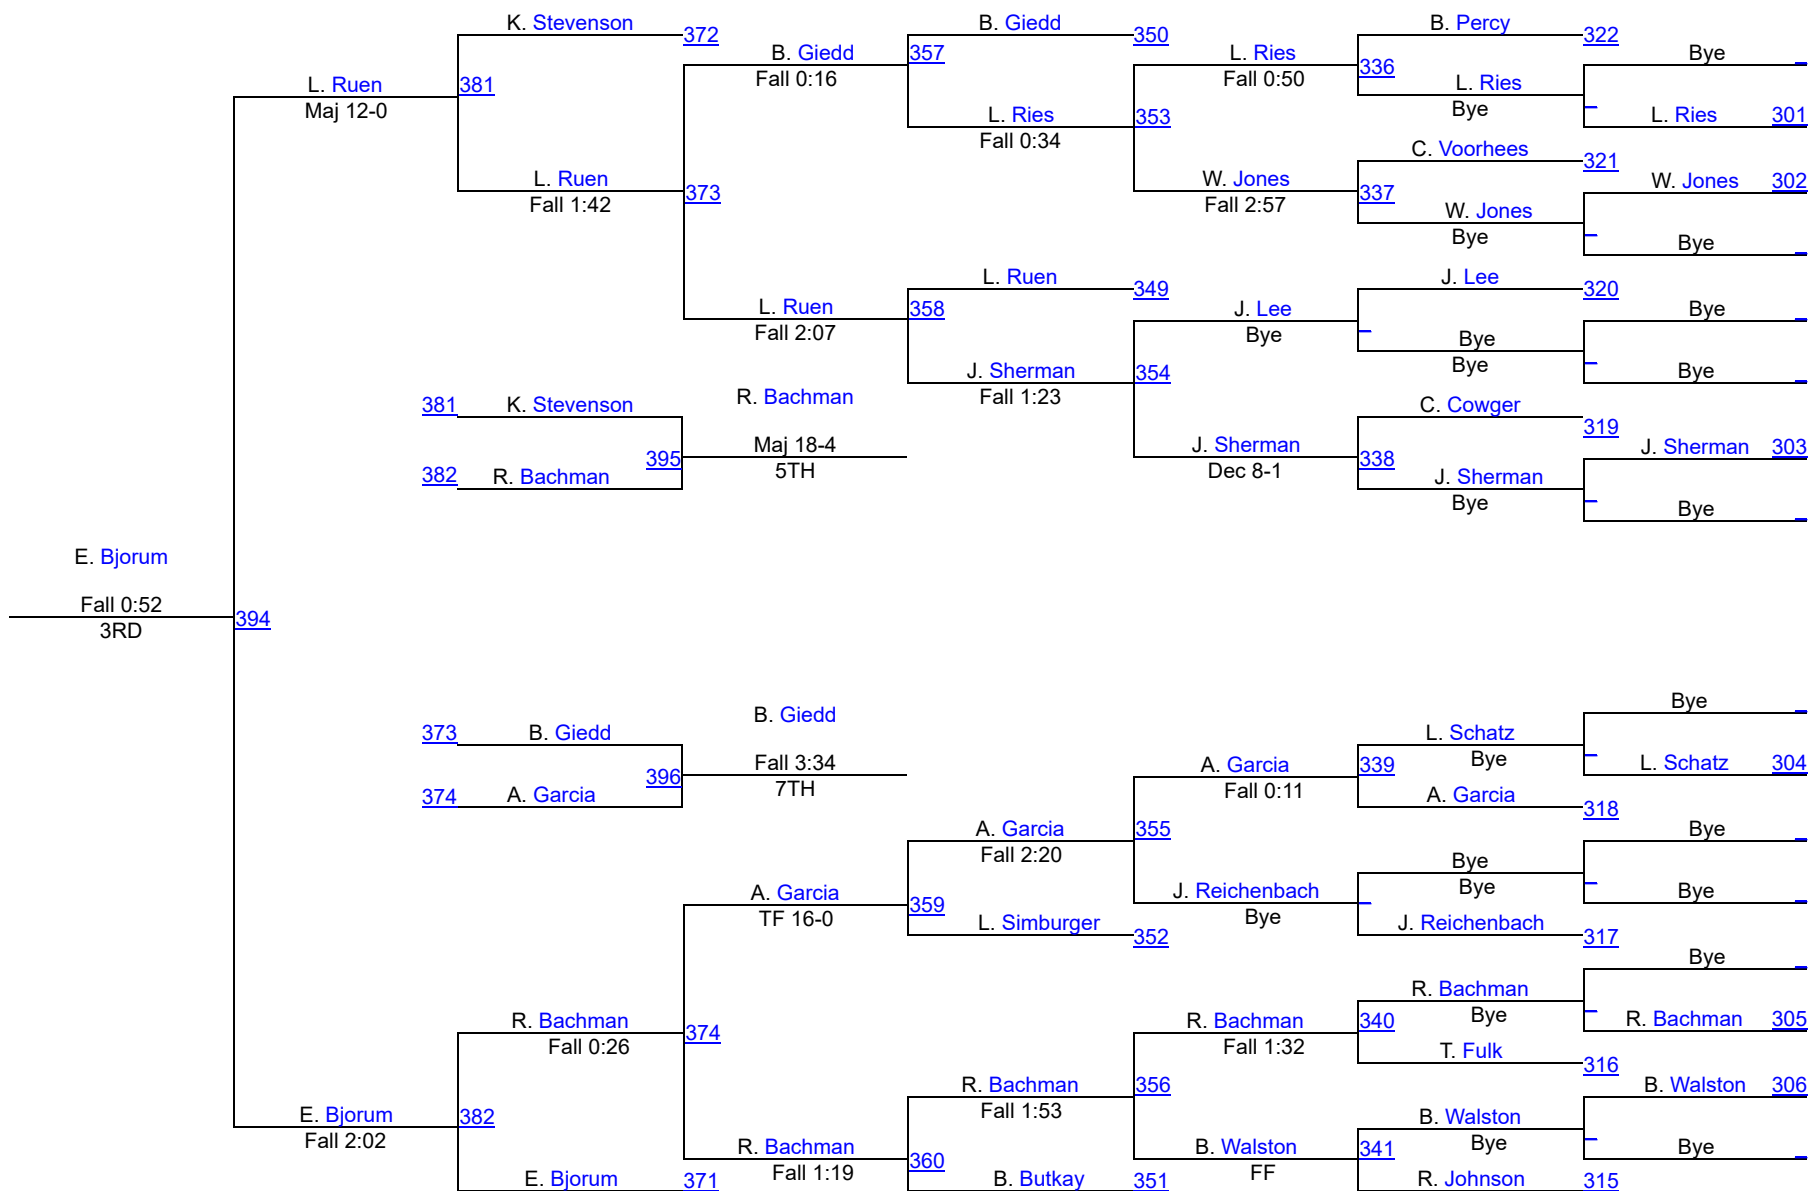 K. Stevenson
372
B. Giedd
350
B. Percy
322
B. Giedd
Fall 0:16
357
L. Ries
Fall 0:50
336
Bye
L. Ruen
Maj 12-0
381
L. Ries
Bye
L. Ries
Fall 0:34
353
L. Ries 301
C. Voorhees
321
L. Ruen
Fall 1:42
373
W. Jones
Fall 2:57
337
W. Jones 302
W. Jones
Bye
Bye
L. Ruen
349
J. Lee
320
L. Ruen
Fall 2:07
358
J. Lee
Bye
Bye
Bye
Bye
J. Sherman
Fall 1:23
354
Bye
381 K. Stevenson
R. Bachman
C. Cowger
319
382 R. Bachman
395
Maj 18-4
5TH
J. Sherman
Dec 8-1
338
J. Sherman 303
J. Sherman
Bye
Bye
E. Bjorum
Fall 0:52
3RD
394
Bye
373 B. Giedd
B. Giedd
L. Schatz
Bye
374 A. Garcia
396
Fall 3:34
7TH
A. Garcia
Fall 0:11
339
L. Schatz 304
A. Garcia
318
A. Garcia
Fall 2:20
355
Bye
Bye
Bye
A. Garcia
TF 16-0
359
J. Reichenbach
Bye
Bye
L. Simburger
352
J. Reichenbach
317
Bye
R. Bachman
Bye
R. Bachman
Fall 0:26
374
R. Bachman
Fall 1:32
340
R. Bachman 305
T. Fulk
316
R. Bachman
Fall 1:53
356
B. Walston 306
E. Bjorum
Fall 2:02
382
B. Walston
Bye
R. Bachman
Fall 1:19
360
B. Walston
FF
341
Bye
E. Bjorum
371
B. Butkay
351
R. Johnson
315